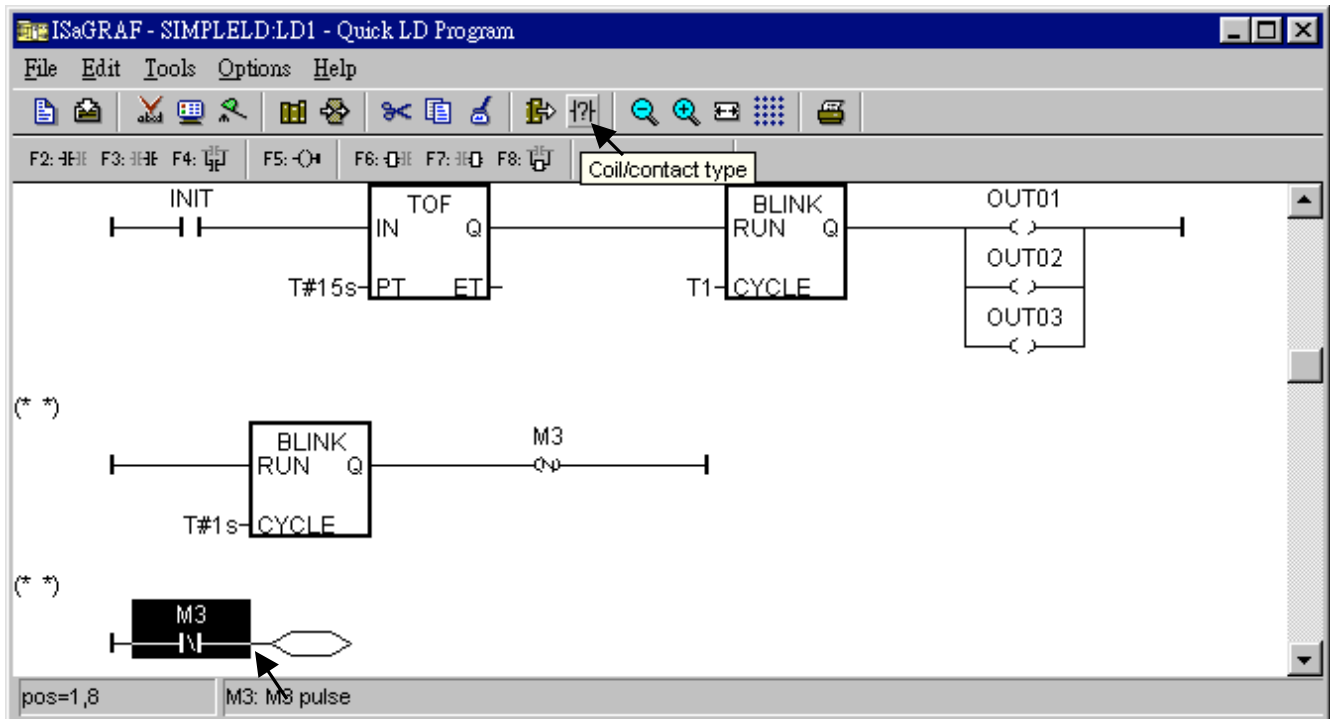 ISaGRAF - SIMPLELD:LD1 - Quick LD Program
File Edit Tools Options Help
F2: F3: F4: F5: F6: F7: F8:
Coil/contact type
INIT
TOF
IN Q
T#15s PT ET
BLINK
RUN Q
T1 CYCLE
OUT01
OUT02
OUT03
(* *)
BLINK
RUN Q
T#1s CYCLE
M3
(* *)
M3
pos=1,8 M3: M3 pulse